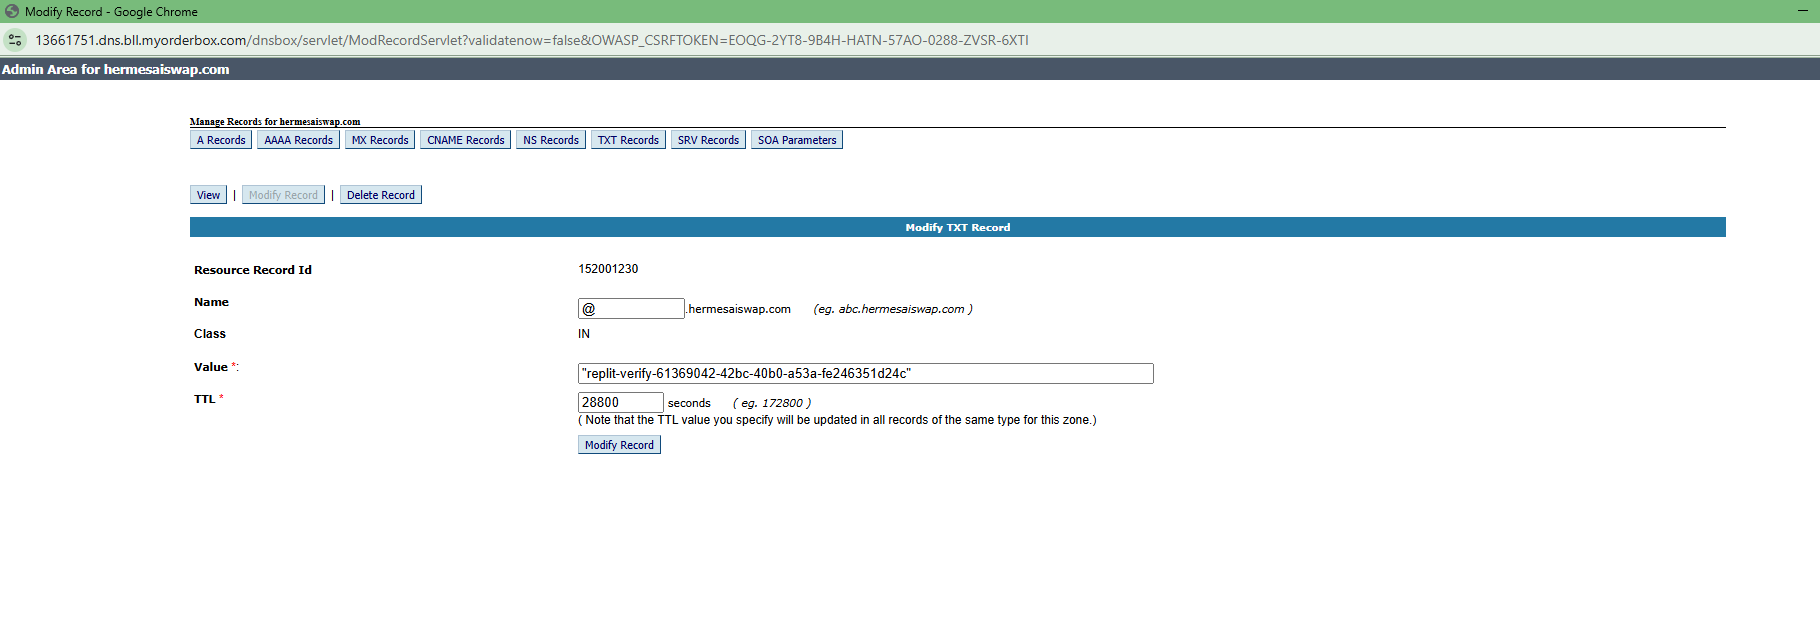 Modify Record - Google Chrome
13661751.dns.bll.myorderbox.com/dnsbox/servlet/ModRecordServlet?validatenow=false&OWASP_CSRFTOKEN=EOQG-2YT8-9B4H-HATN-57AO-0288-ZVSR-6XTI
Admin Area for hermesaiswap.com
Manage Records for hermesaiswap.com
A Records AAAA Records MX Records CNAME Records NS Records TXT Records SRV Records SOA Parameters
View | Modify Record | Delete Record
Modify TXT Record
Resource Record Id 152001230
Name @ .hermesaiswap.com (eg. abc.hermesaiswap.com )
Class IN
Value *: "replit-verify-61369042-42bc-40b0-a53a-fe246351d24c"
TTL * 28800 seconds ( eg. 172800 )
( Note that the TTL value you specify will be updated in all records of the same type for this zone.)
Modify Record